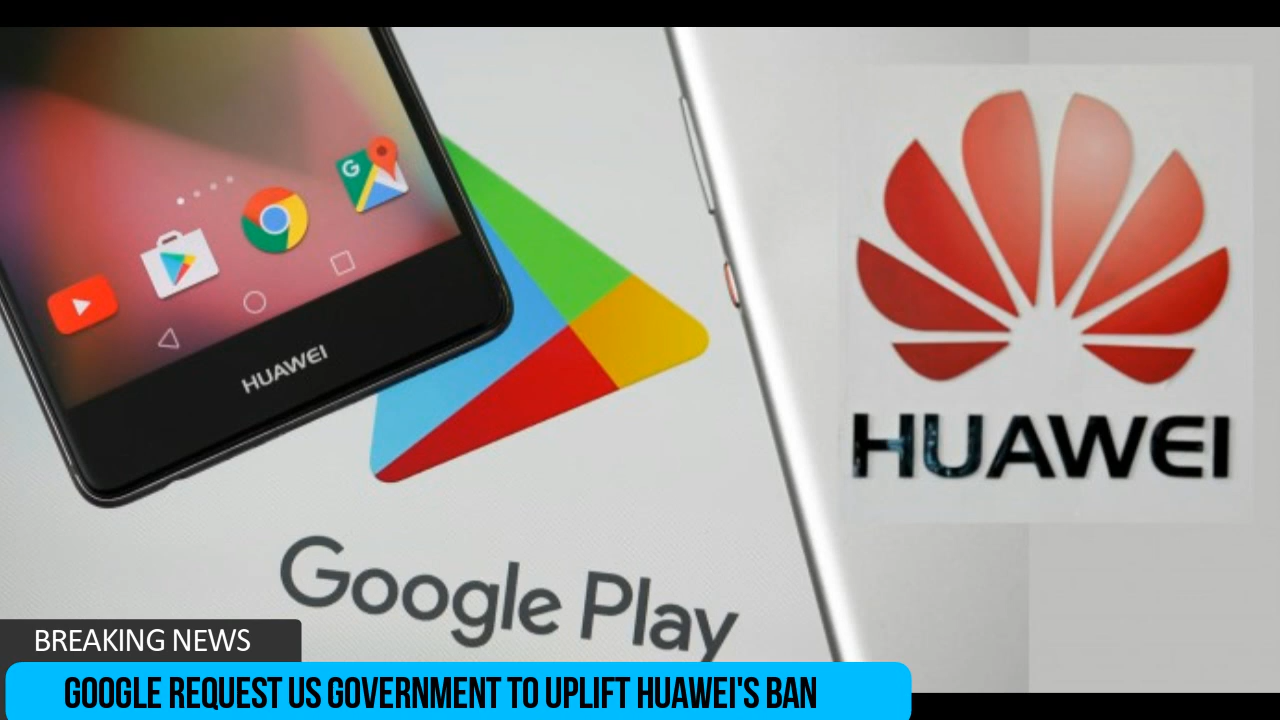 HUAWEI
HUAWEI
Google Play
BREAKING NEWS
GOOGLE REQUEST US GOVERNMENT TO UPLIFT HUAWEI'S BAN